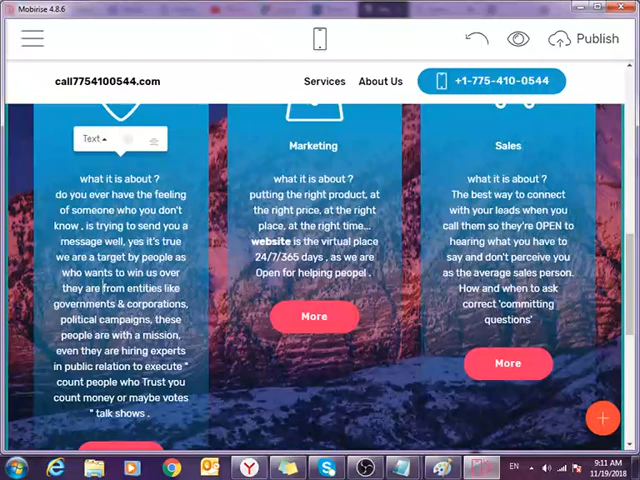 Mobirise 4.8.6
Publish
call7754100544.com
Services
About Us
+1-775-410-0544
Text
what it is about ?
do you ever have the feeling
of someone who you don't
know , is trying to send you a
message well, yes it's true
we are a target by people as
who wants to win us over
they are from entities like
governments & corporations,
political campaigns, these
people are with a mission,
even they are hiring experts
in public relation to execute "
count people who Trust you
count money or maybe votes
" talk shows .
Marketing
what it is about ?
putting the right product, at
the right price, at the right
place, at the right time...
website is the virtual place
24/7/365 days , as we are
Open for helping peopel .
More
Sales
what it is about ?
The best way to connect
with your leads when you
call them so they're OPEN to
hearing what you have to
say and don't perceive you
as the average sales person.
How and when to ask
correct 'committing
questions'
More
EN
9:11 AM
11/19/2018